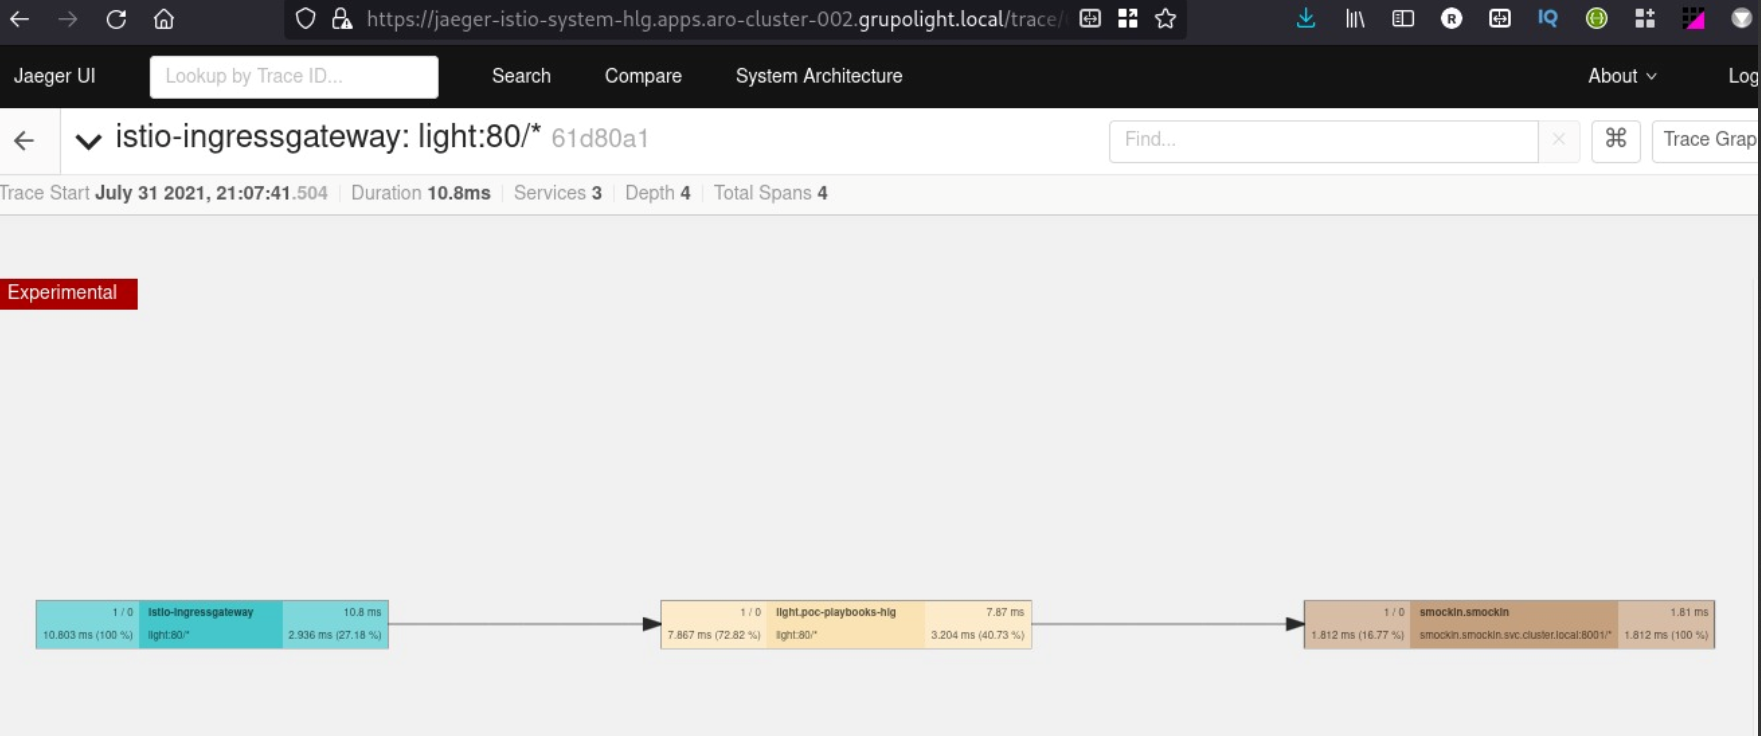 https://jaeger-istio-system-hlg.apps.aro-cluster-002.grupolight.local/trace/
R IQ
Jaeger UI Lookup by Trace ID... Search Compare System Architecture About Log
istio-ingressgateway: light:80/* 61d80a1 Find... × ⌘ Trace Grap
Trace Start July 31 2021, 21:07:41.504 Duration 10.8ms Services 3 Depth 4 Total Spans 4
Experimental
1 / 0 istio-ingressgateway 10.8 ms
10.803 ms (100 %) light:80/* 2.936 ms (27.18 %)
1 / 0 light.poc-playbooks-hlg 7.87 ms
7.867 ms (72.82 %) light:80/* 3.204 ms (40.73 %)
1 / 0 smockin.smockin 1.81 ms
1.812 ms (16.77 %) smockin.smockin.svc.cluster.local:8001/* 1.812 ms (100 %)